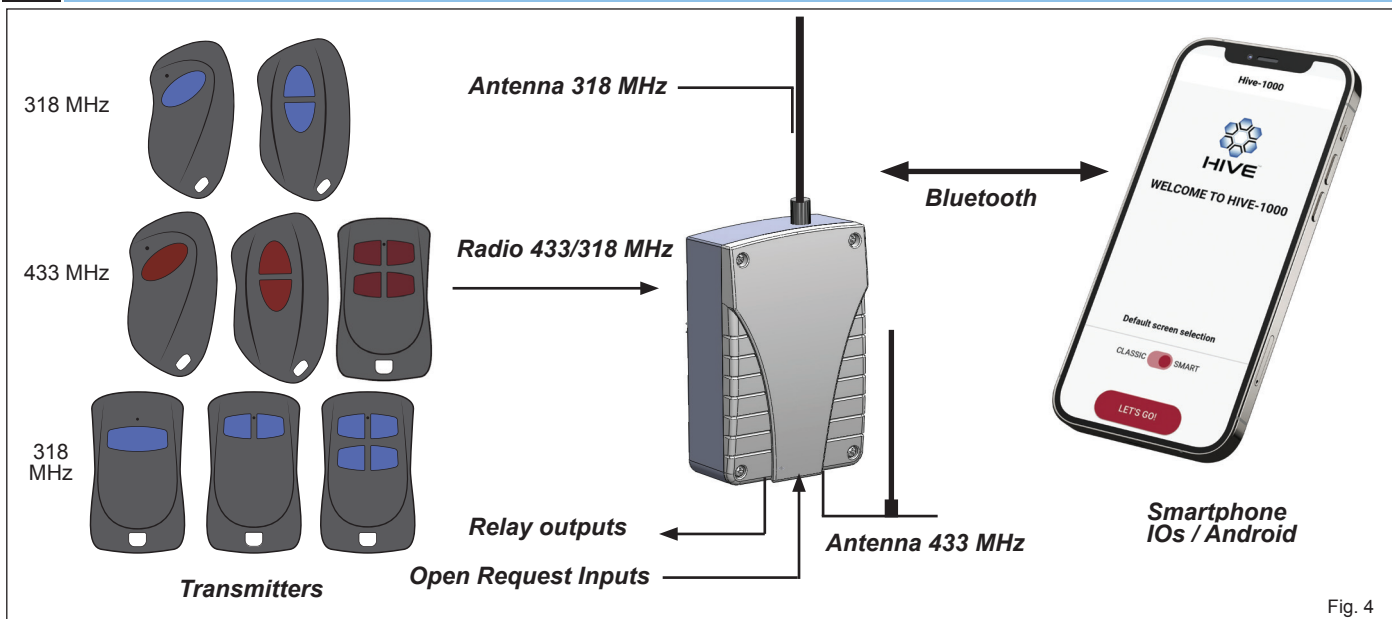 318 MHz
433 MHz
318
MHz
Transmitters
Antenna 318 MHz
Radio 433/318 MHz
Relay outputs
Open Request Inputs
Antenna 433 MHz
Bluetooth
Hive-1000
HIVE
WELCOME TO HIVE-1000
Default screen selection
CLASSIC SMART
LET'S GO!
Smartphone
IOs / Android
Fig. 4